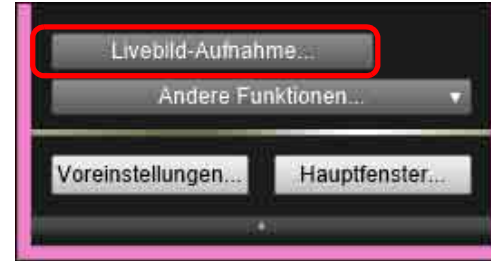 Livebild-Aufnahme...
Andere Funktionen...
Voreinstellungen...
Hauptfenster...